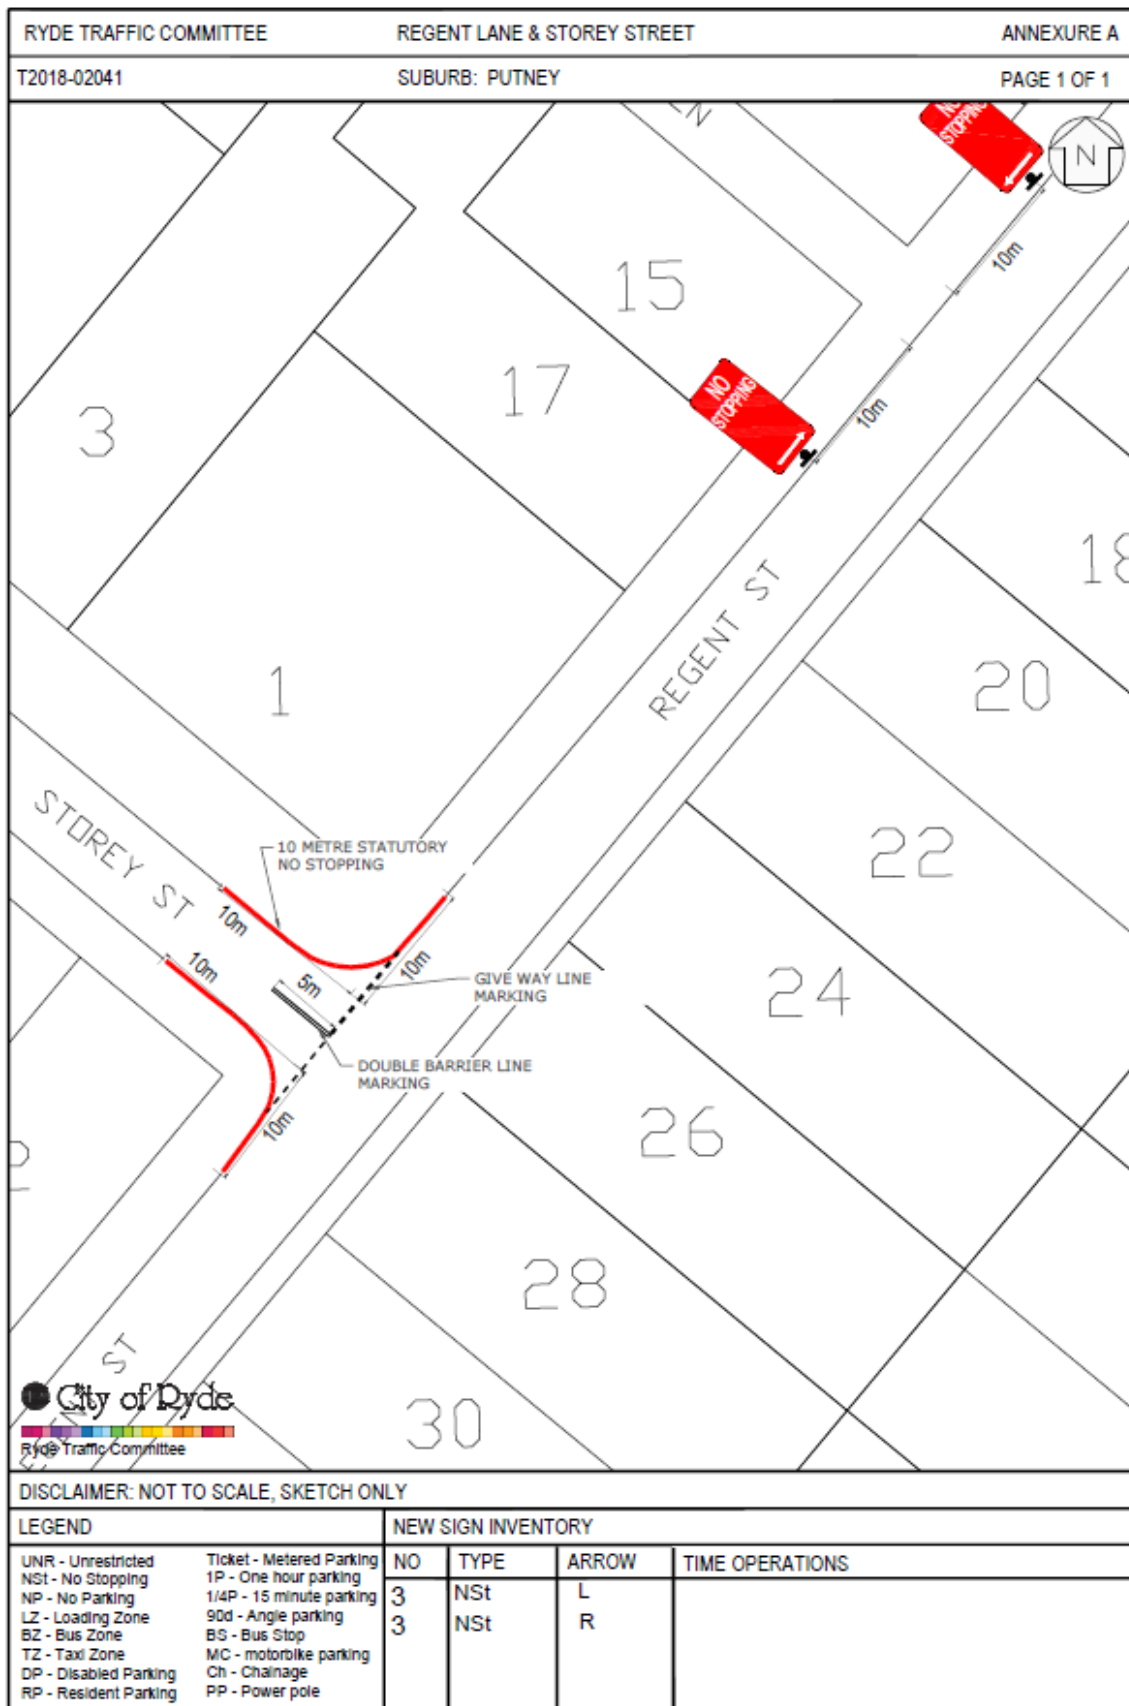 RYDE TRAFFIC COMMITTEE REGENT LANE & STOREY STREET ANNEXURE A
T2018-02041 SUBURB: PUTNEY PAGE 1 OF 1
LN
NO
STOPPING
N
10m
15
17
NO
STOPPING
10m
3
18
REGENT ST
20
1
STOREY ST
10 METRE STATUTORY
NO STOPPING
22
10m
10m
10m
5m
GIVE WAY LINE
MARKING
24
DOUBLE BARRIER LINE
MARKING
10m
26
2
28
ST
30
City of Ryde
Ryde Traffic Committee
DISCLAIMER: NOT TO SCALE, SKETCH ONLY
LEGEND
UNR - Unrestricted
NSt - No Stopping
NP - No Parking
LZ - Loading Zone
BZ - Bus Zone
TZ - Taxi Zone
DP - Disabled Parking
RP - Resident Parking
Ticket - Metered Parking
1P - One hour parking
1/4P - 15 minute parking
90d - Angle parking
BS - Bus Stop
MC - motorbike parking
Ch - Chainage
PP - Power pole
NEW SIGN INVENTORY
NO TYPE ARROW TIME OPERATIONS
3 NSt L
3 NSt R